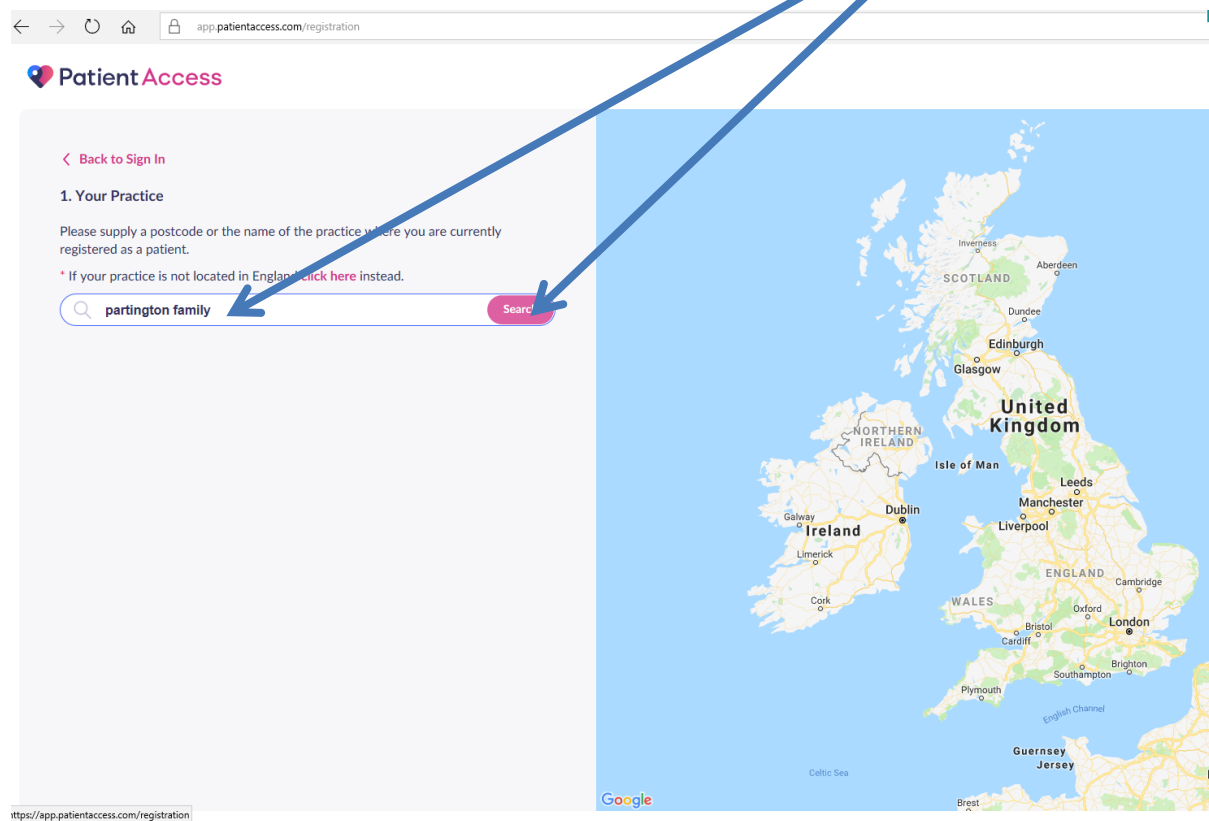 app.patientaccess.com/registration
Patient Access
Back to Sign In
1. Your Practice
Please supply a postcode or the name of the practice where you are currently
registered as a patient.
* If your practice is not located in England click here instead.
partington family
Search
Inverness
Aberdeen
SCOTLAND
Dundee
Edinburgh
Glasgow
United
Kingdom
NORTHERN
IRELAND
Isle of Man
Leeds
Manchester
Liverpool
Dublin
Galway
Ireland
Limerick
Cork
ENGLAND
Cambridge
WALES
Oxford
London
Bristol
Cardiff
Brighton
Southampton
Plymouth
English Channel
Guernsey
Jersey
Celtic Sea
Google
Brest
https://app.patientaccess.com/registration